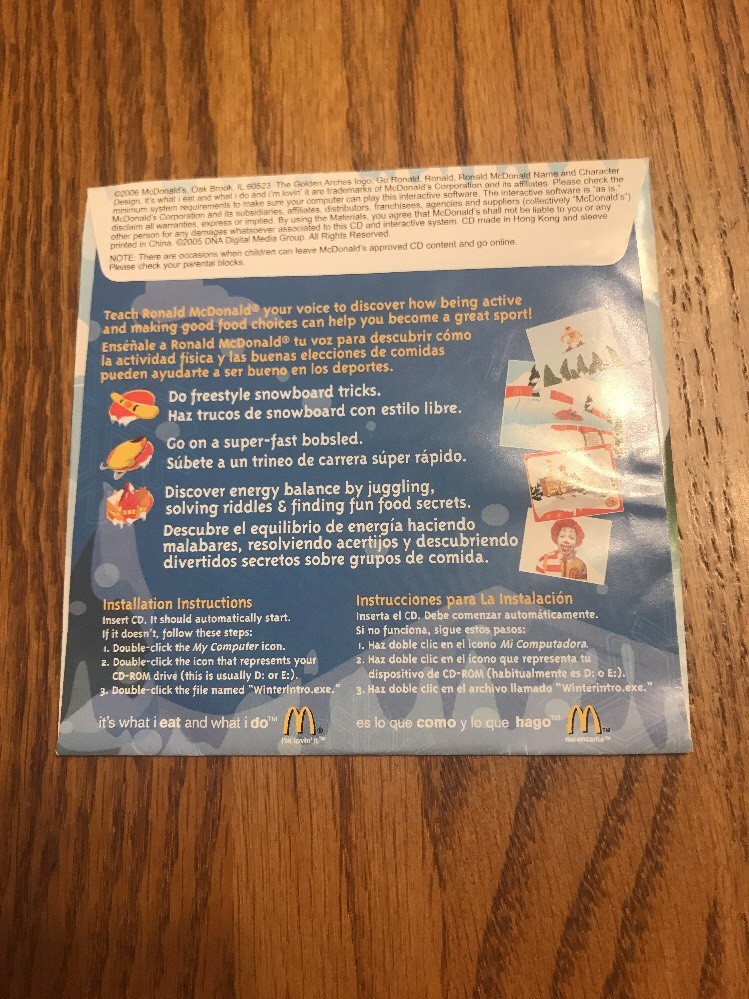 ©2006 McDonald's, Oak Brook, IL 60523 The Golden Arches logo, Go Ronald, Ronald, Ronald McDonald Name and Character
Design, it's what i eat and what i do and i'm lovin' it are trademarks of McDonald's Corporation and its affiliates. Please check the
minimum system requirements to make sure your computer can play this interactive software. The interactive software is "as is."
McDonald's Corporation and its subsidiaries, affiliates, distributors, franchisees, agencies and suppliers (collectively "McDonald's")
disclaim all warranties, express or implied. By using the Materials, you agree that McDonald's shall not be liable to you or any
other person for any damages whatsoever associated to this CD and interactive system. CD made in Hong Kong and sleeve
printed in China. ©2005 DNA Digital Media Group. All Rights Reserved.
NOTE: There are occasions when children can leave McDonald's approved CD content and go online.
Please check your parental blocks.
Teach Ronald McDonald® your voice to discover how being active
and making good food choices can help you become a great sport!
Enséñale a Ronald McDonald® tu voz para descubrir cómo
la actividad física y las buenas elecciones de comidas
pueden ayudarte a ser bueno en los deportes.
Do freestyle snowboard tricks.
Haz trucos de snowboard con estilo libre.
Go on a super-fast bobsled.
Súbete a un trineo de carrera súper rápido.
Discover energy balance by juggling,
solving riddles & finding fun food secrets.
Descubre el equilibrio de energía haciendo
malabares, resolviendo acertijos y descubriendo
divertidos secretos sobre grupos de comida.
Installation Instructions
Insert CD. It should automatically start.
If it doesn't, follow these steps:
1. Double-click the My Computer icon.
2. Double-click the icon that represents your
CD-ROM drive (this is usually D: or E:).
3. Double-click the file named "WinterIntro.exe."
Instrucciones para La Instalación
Inserta el CD. Debe comenzar automáticamente.
Si no funciona, sigue estos pasos:
1. Haz doble clic en el ícono Mi Computadora.
2. Haz doble clic en el ícono que representa tu
dispositivo de CD-ROM (habitualmente es D: o E:).
3. Haz doble clic en el archivo llamado "Winterintro.exe."
it's what i eat and what i do™
i'm lovin' it™
es lo que como y lo que hago™
me encanta™